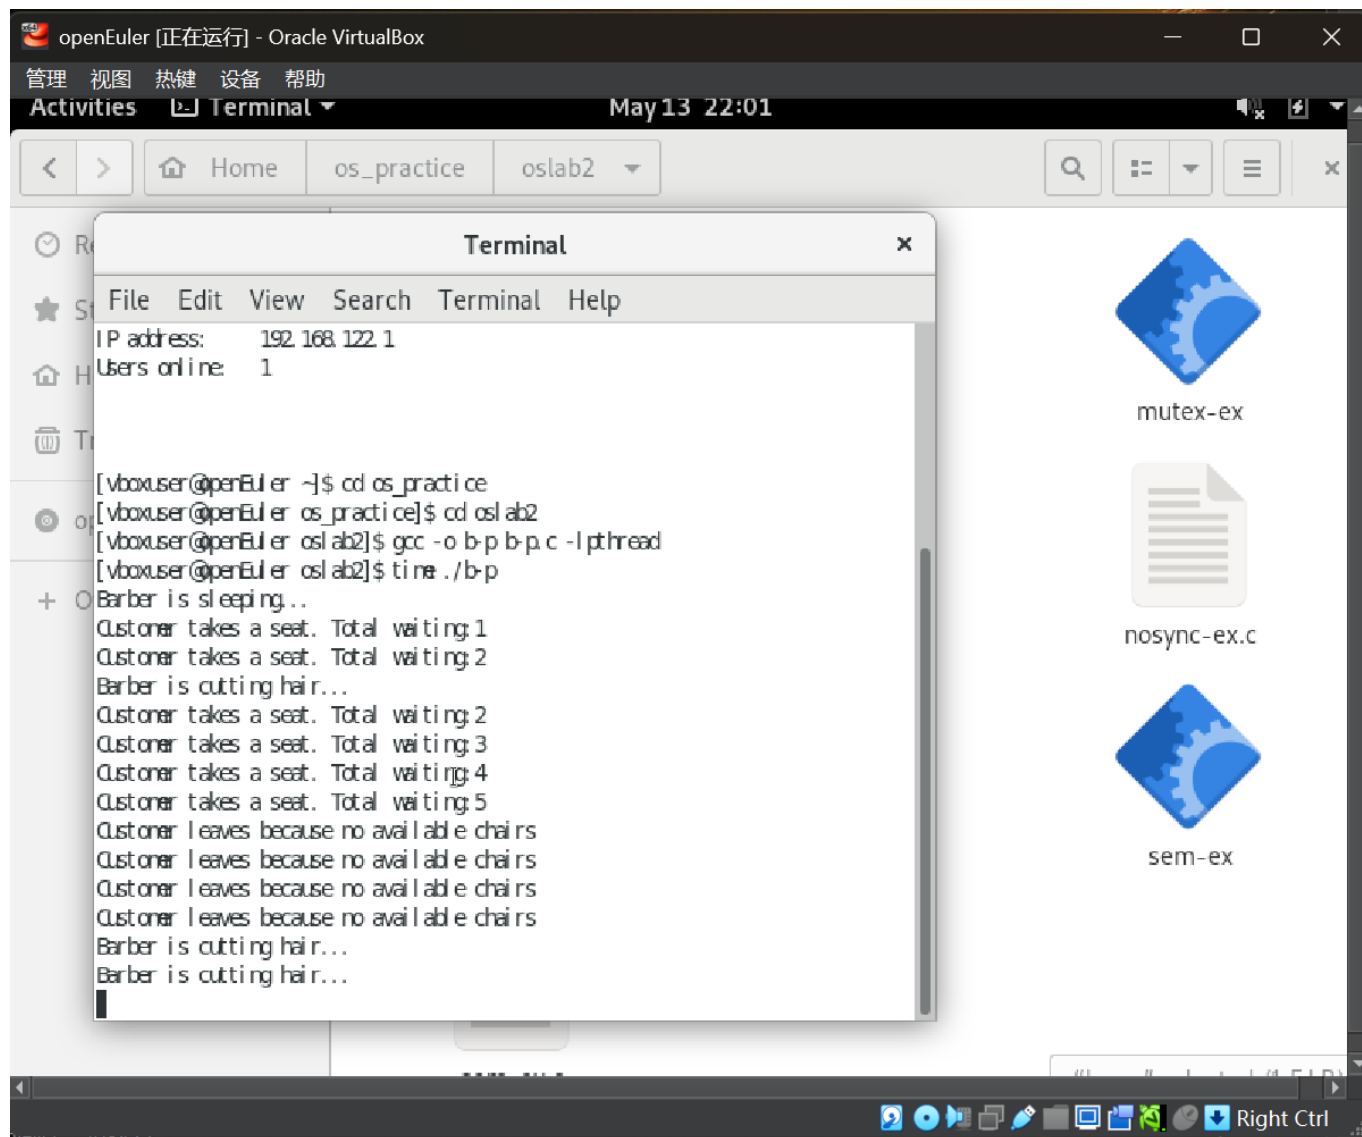 openEuler [正在运行] - Oracle VirtualBox
管理 视图 热键 设备 帮助
Activities Terminal May 13 22:01
Home os_practice oslab2
Terminal
File Edit View Search Terminal Help
IP address: 192.168.122.1
Users online: 1
[vboxuser@openEuler ~]$ cd os_practice
[vboxuser@openEuler os_practice]$ cd oslab2
[vboxuser@openEuler oslab2]$ gcc -o b-p b-p.c -lpthread
[vboxuser@openEuler oslab2]$ time ./b-p
Barber is sleeping...
Customer takes a seat. Total waiting:1
Customer takes a seat. Total waiting:2
Barber is cutting hair...
Customer takes a seat. Total waiting:2
Customer takes a seat. Total waiting:3
Customer takes a seat. Total waiting:4
Customer takes a seat. Total waiting:5
Customer leaves because no available chairs
Customer leaves because no available chairs
Customer leaves because no available chairs
Customer leaves because no available chairs
Barber is cutting hair...
Barber is cutting hair...
mutex-ex
nosync-ex.c
sem-ex
Right Ctrl